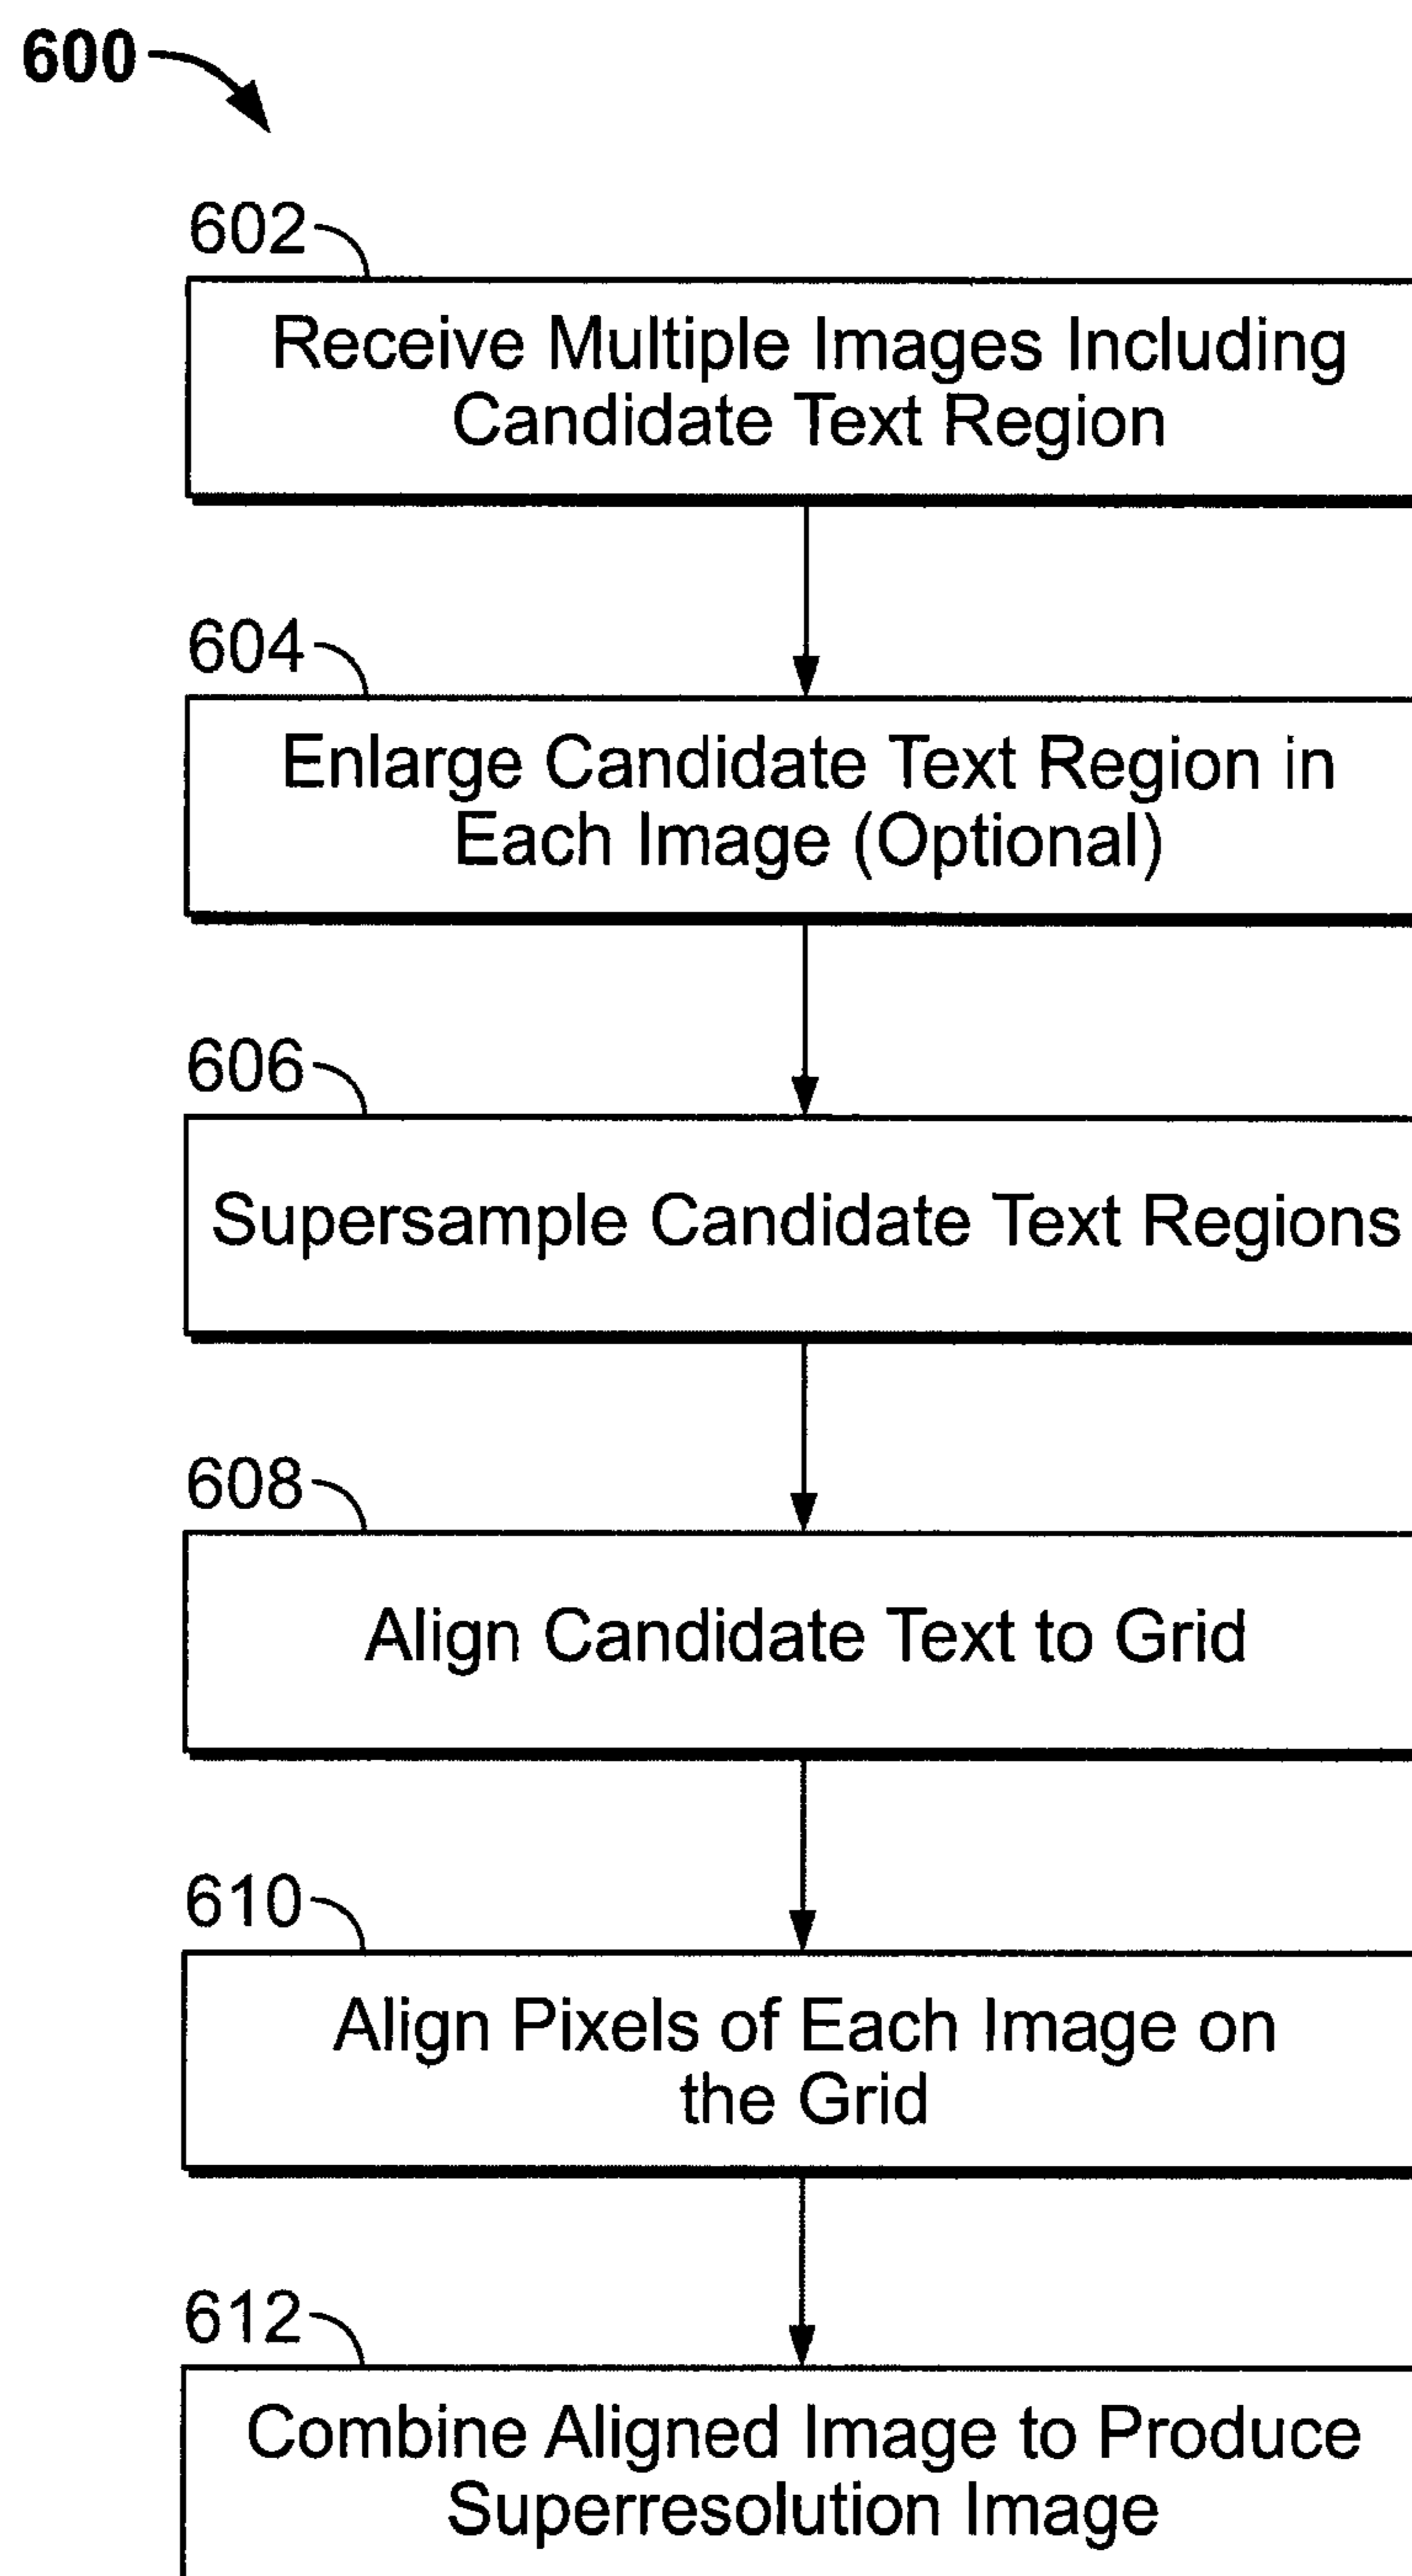 600
602
Receive Multiple Images Including
Candidate Text Region
604
Enlarge Candidate Text Region in
Each Image (Optional)
606
Supersample Candidate Text Regions
608
Align Candidate Text to Grid
610
Align Pixels of Each Image on
the Grid
612
Combine Aligned Image to Produce
Superresolution Image